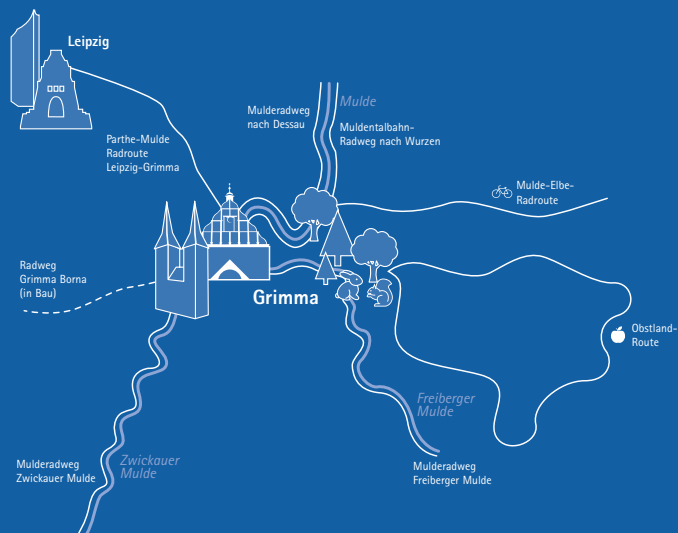 Leipzig
Mulde
Mulderadweg
nach Dessau
Muldentalbahn-
Radweg nach Wurzen
Parthe-Mulde
Radroute
Leipzig-Grimma
Mulde-Elbe-
Radroute
Radweg
Grimma Borna
(in Bau)
Grimma
Obstland-
Route
Freiberger
Mulde
Zwickauer
Mulde
Mulderadweg
Zwickauer Mulde
Mulderadweg
Freiberger Mulde